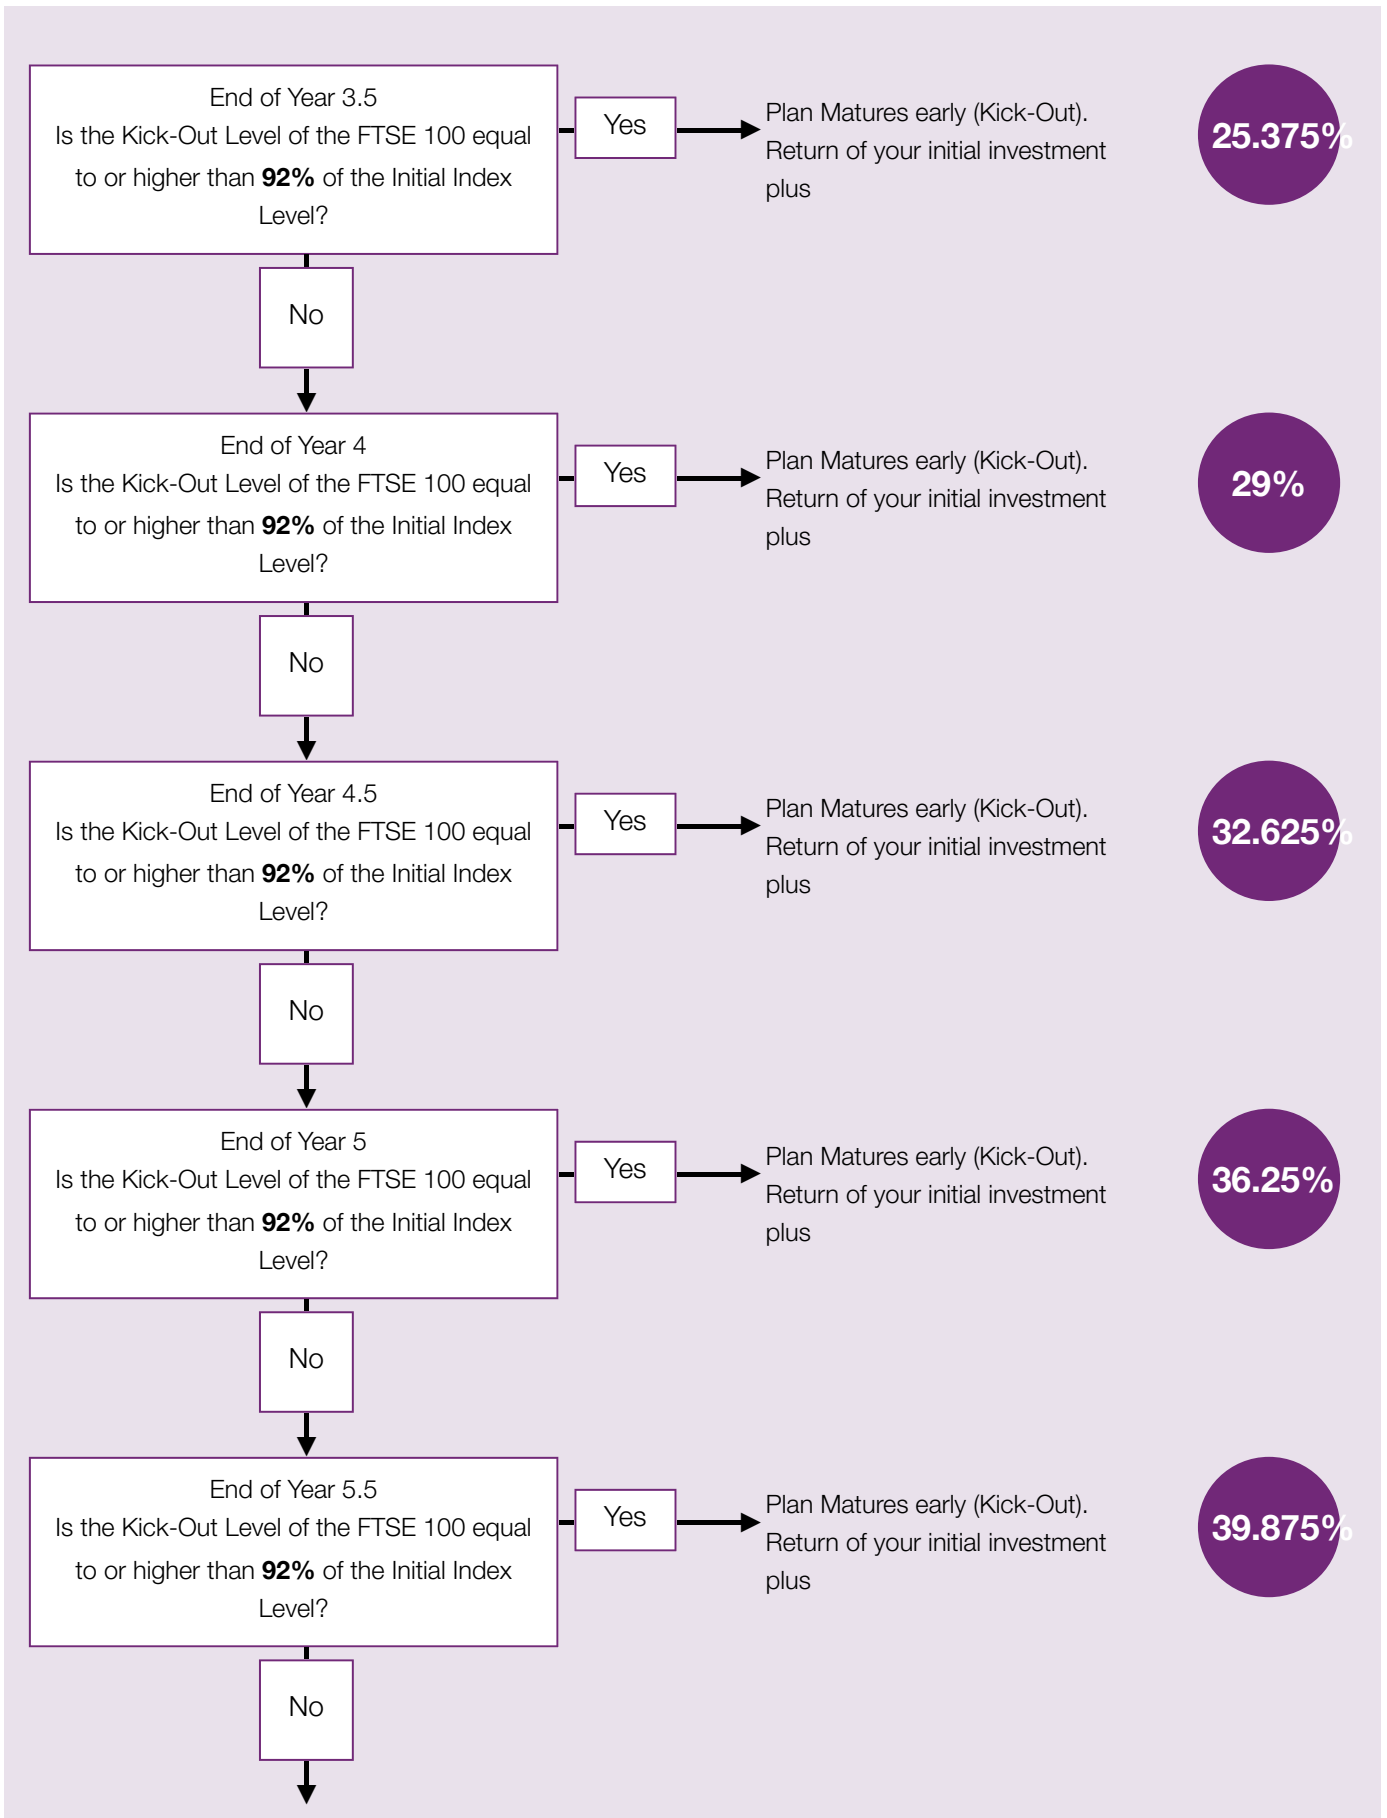 End of Year 3.5
Is the Kick-Out Level of the FTSE 100 equal
to or higher than 92% of the Initial Index
Level?
Yes
Plan Matures early (Kick-Out).
Return of your initial investment
plus
25.375%
No
End of Year 4
Is the Kick-Out Level of the FTSE 100 equal
to or higher than 92% of the Initial Index
Level?
Yes
Plan Matures early (Kick-Out).
Return of your initial investment
plus
29%
No
End of Year 4.5
Is the Kick-Out Level of the FTSE 100 equal
to or higher than 92% of the Initial Index
Level?
Yes
Plan Matures early (Kick-Out).
Return of your initial investment
plus
32.625%
No
End of Year 5
Is the Kick-Out Level of the FTSE 100 equal
to or higher than 92% of the Initial Index
Level?
Yes
Plan Matures early (Kick-Out).
Return of your initial investment
plus
36.25%
No
End of Year 5.5
Is the Kick-Out Level of the FTSE 100 equal
to or higher than 92% of the Initial Index
Level?
Yes
Plan Matures early (Kick-Out).
Return of your initial investment
plus
39.875%
No